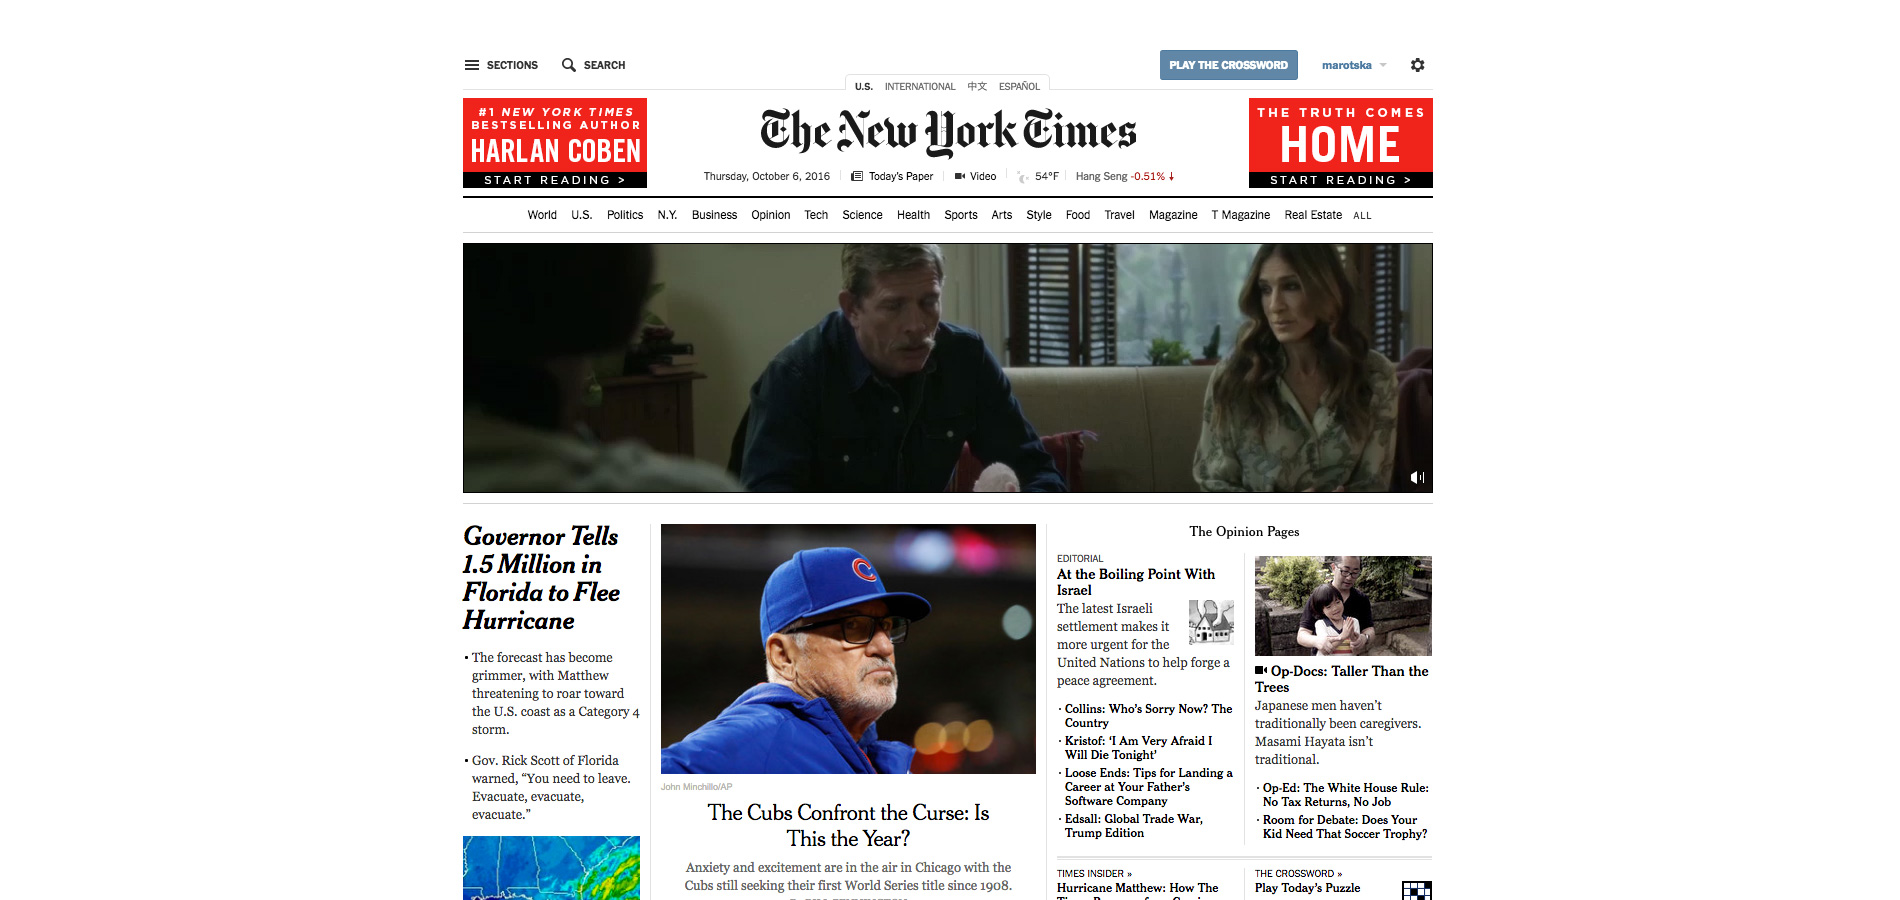 SECTIONS
SEARCH
PLAY THE CROSSWORD
marotska
U.S. INTERNATIONAL 中文 ESPAÑOL
#1 NEW YORK TIMES
BESTSELLING AUTHOR
HARLAN COBEN
START READING >
The New York Times
Thursday, October 6, 2016
Today's Paper
Video
54°F
Hang Seng -0.51%
THE TRUTH COMES
HOME
START READING >
World U.S. Politics N.Y. Business Opinion Tech Science Health Sports Arts Style Food Travel Magazine T Magazine Real Estate ALL
Governor Tells
1.5 Million in
Florida to Flee
Hurricane
The forecast has become
grimmer, with Matthew
threatening to roar toward
the U.S. coast as a Category 4
storm.
Gov. Rick Scott of Florida
warned, “You need to leave.
Evacuate, evacuate,
evacuate.”
C
John Minchillo/AP
The Cubs Confront the Curse: Is
This the Year?
Anxiety and excitement are in the air in Chicago with the
Cubs still seeking their first World Series title since 1908.
The Opinion Pages
EDITORIAL
At the Boiling Point With
Israel
The latest Israeli
settlement makes it
more urgent for the
United Nations to help forge a
peace agreement.
Collins: Who's Sorry Now? The
Country
Kristof: ‘I Am Very Afraid I
Will Die Tonight’
Loose Ends: Tips for Landing a
Career at Your Father's
Software Company
Edsall: Global Trade War,
Trump Edition
Op-Docs: Taller Than the
Trees
Japanese men haven't
traditionally been caregivers.
Masami Hayata isn't
traditional.
Op-Ed: The White House Rule:
No Tax Returns, No Job
Room for Debate: Does Your
Kid Need That Soccer Trophy?
TIMES INSIDER »
Hurricane Matthew: How The
THE CROSSWORD »
Play Today's Puzzle